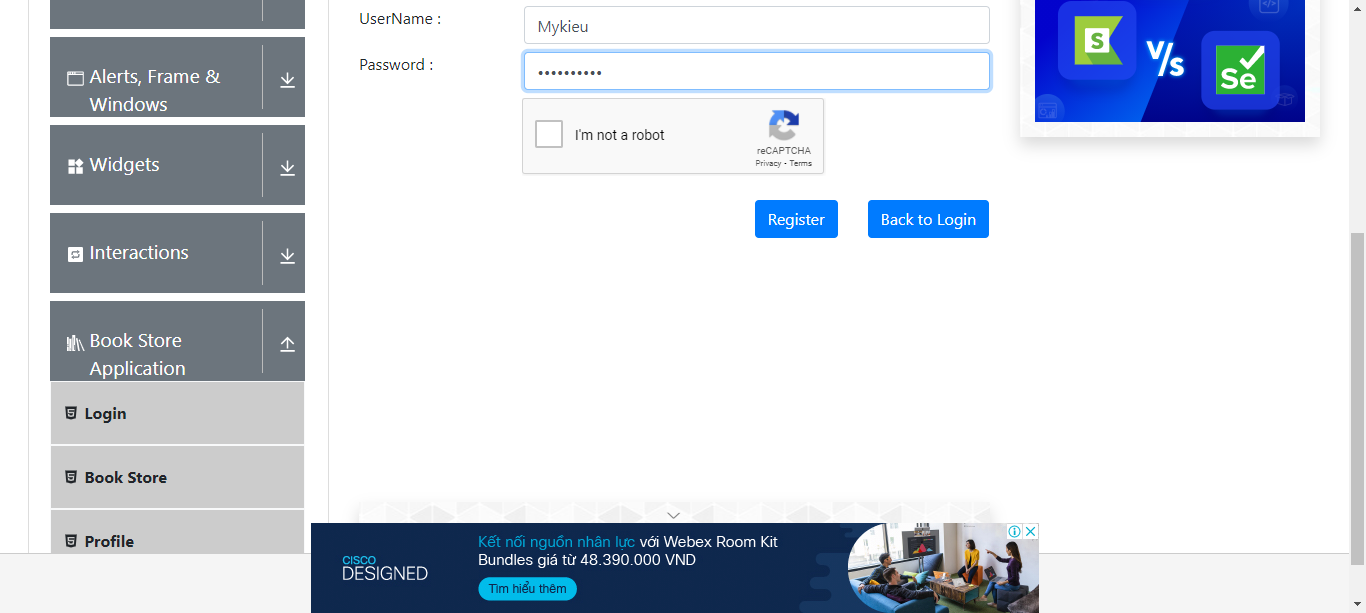 UserName :
Mykieu
Password :
I'm not a robot
reCAPTCHA
Privacy - Terms
Register
Back to Login
Alerts, Frame &
Windows
Widgets
Interactions
Book Store
Application
Login
Book Store
Profile
S
V/s
Se
CISCO
DESIGNED
Kết nối nguồn nhân lực với Webex Room Kit
Bundles giá từ 48.390.000 VND
Tìm hiểu thêm